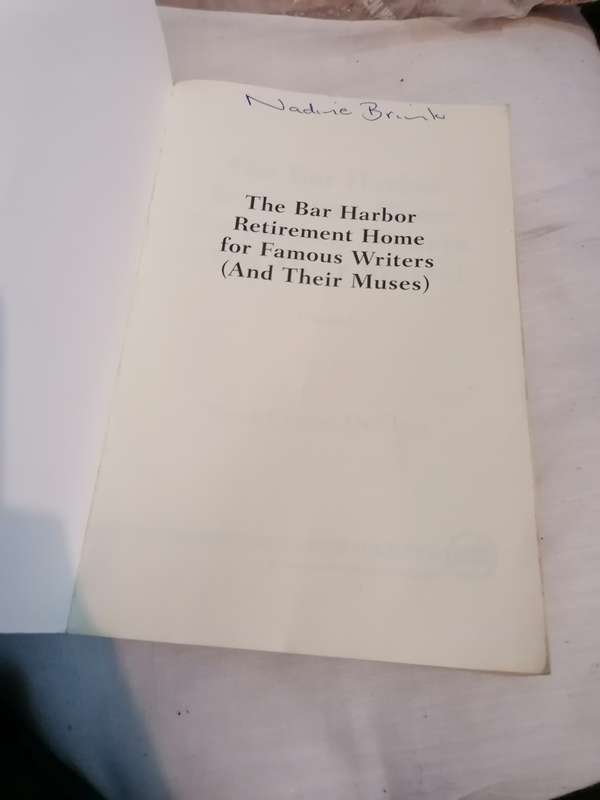 Nadine Brink
The Bar Harbor
Retirement Home
for Famous Writers
(And Their Muses)